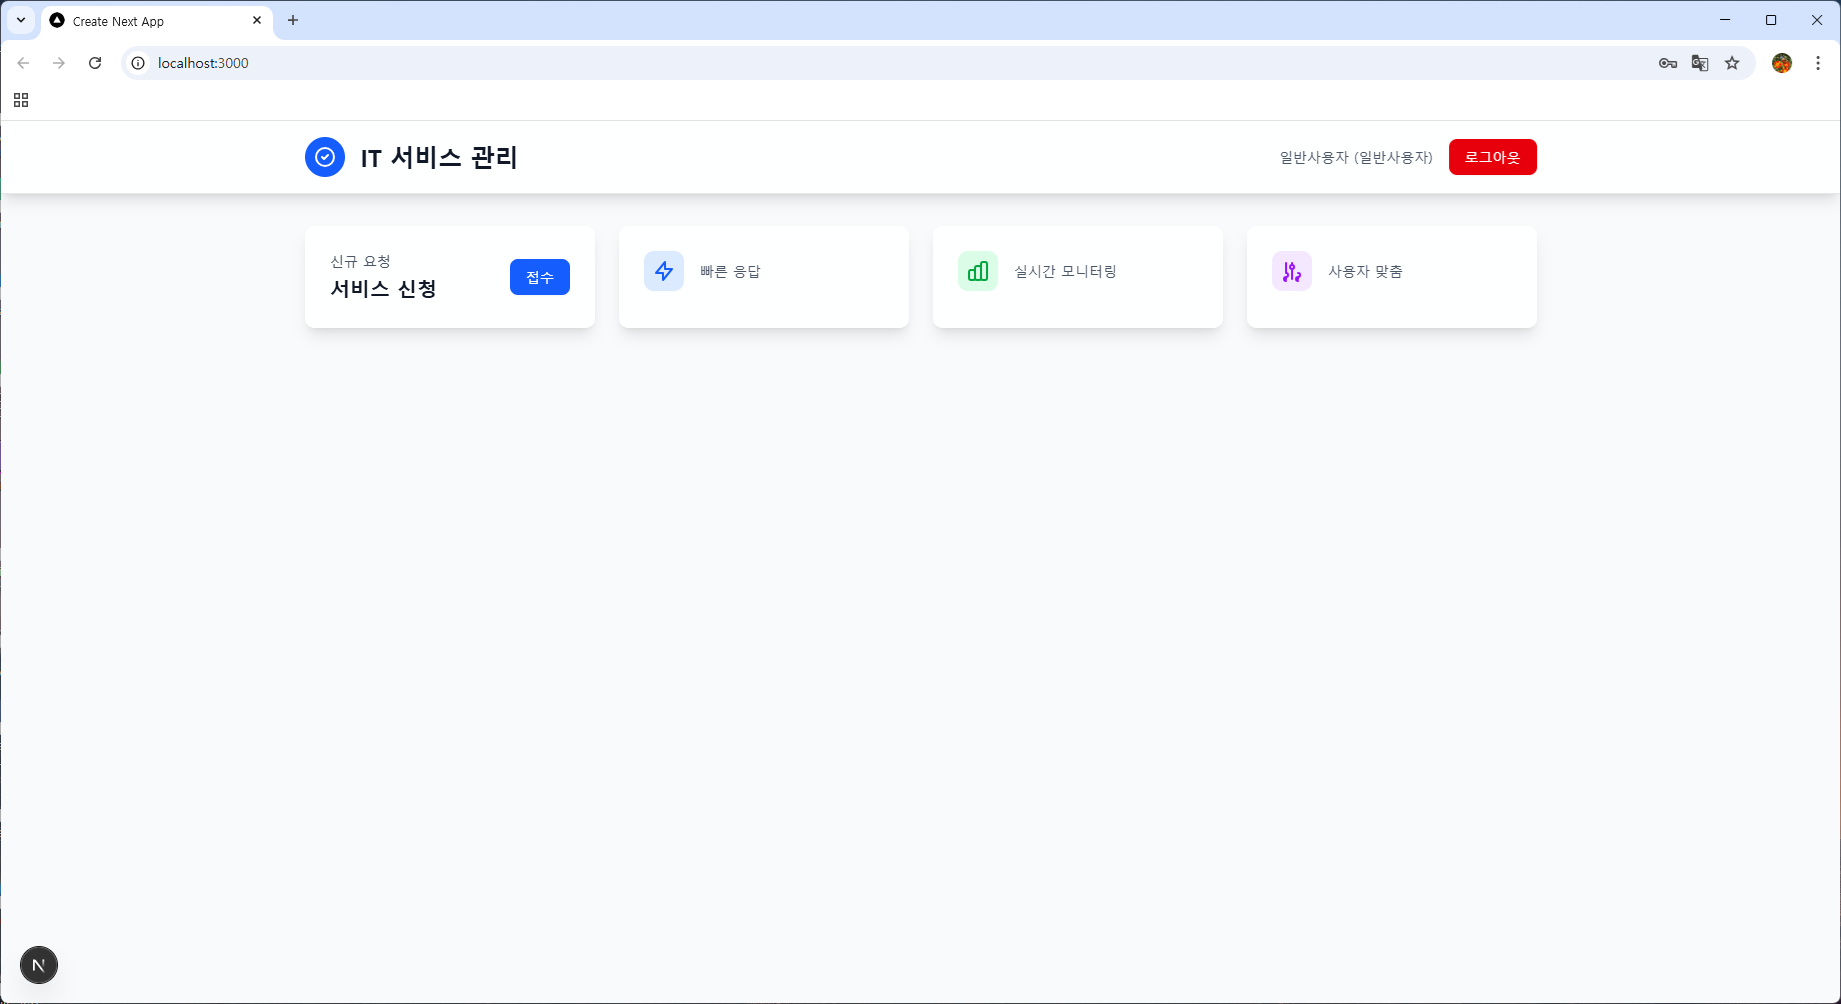 Create Next App
localhost:3000
IT 서비스 관리
일반사용자 (일반사용자)
로그아웃
신규 요청
서비스 신청
접수
빠른 응답
실시간 모니터링
사용자 맞춤
N